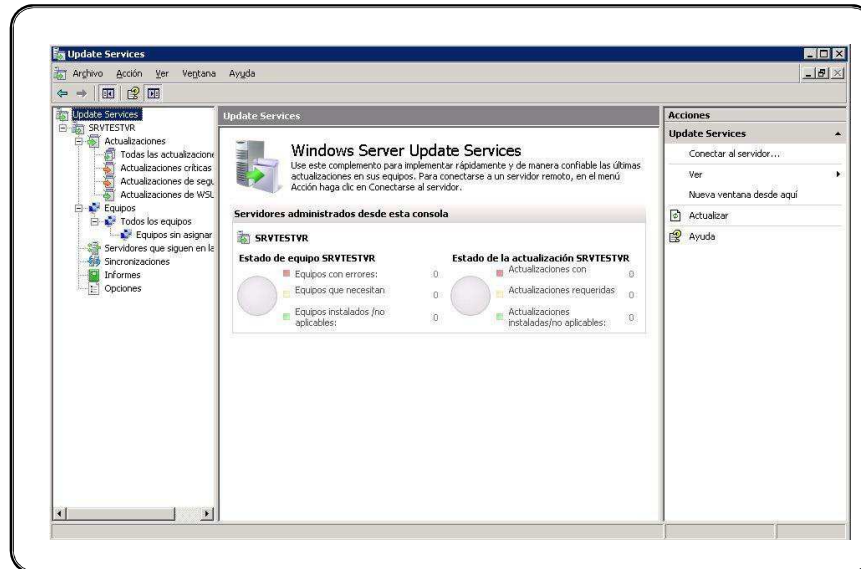 Update Services
Archivo Acción Ver Ventana Ayuda
Update Services
SRVTESTVR
Actualizaciones
Todas las actualizacione
Actualizaciones críticas
Actualizaciones de segu
Actualizaciones de WSU
Equipos
Todos los equipos
Equipos sin asignar
Servidores que siguen en la
Sincronizaciones
Informes
Opciones
Update Services
Windows Server Update Services
Use este complemento para implementar rápidamente y de manera confiable las últimas
actualizaciones en sus equipos. Para conectarse a un servidor remoto, en el menú
Acción haga clic en Conectarse al servidor.
Servidores administrados desde esta consola
SRVTESTVR
Estado de equipo SRVTESTVR
Equipos con errores: 0
Equipos que necesitan 0
Equipos instalados /no
aplicables: 0
Estado de la actualización SRVTESTVR
Actualizaciones con 0
Actualizaciones requeridas 0
Actualizaciones
instaladas/no aplicables: 0
Acciones
Update Services
Conectar al servidor...
Ver
Nueva ventana desde aquí
Actualizar
Ayuda